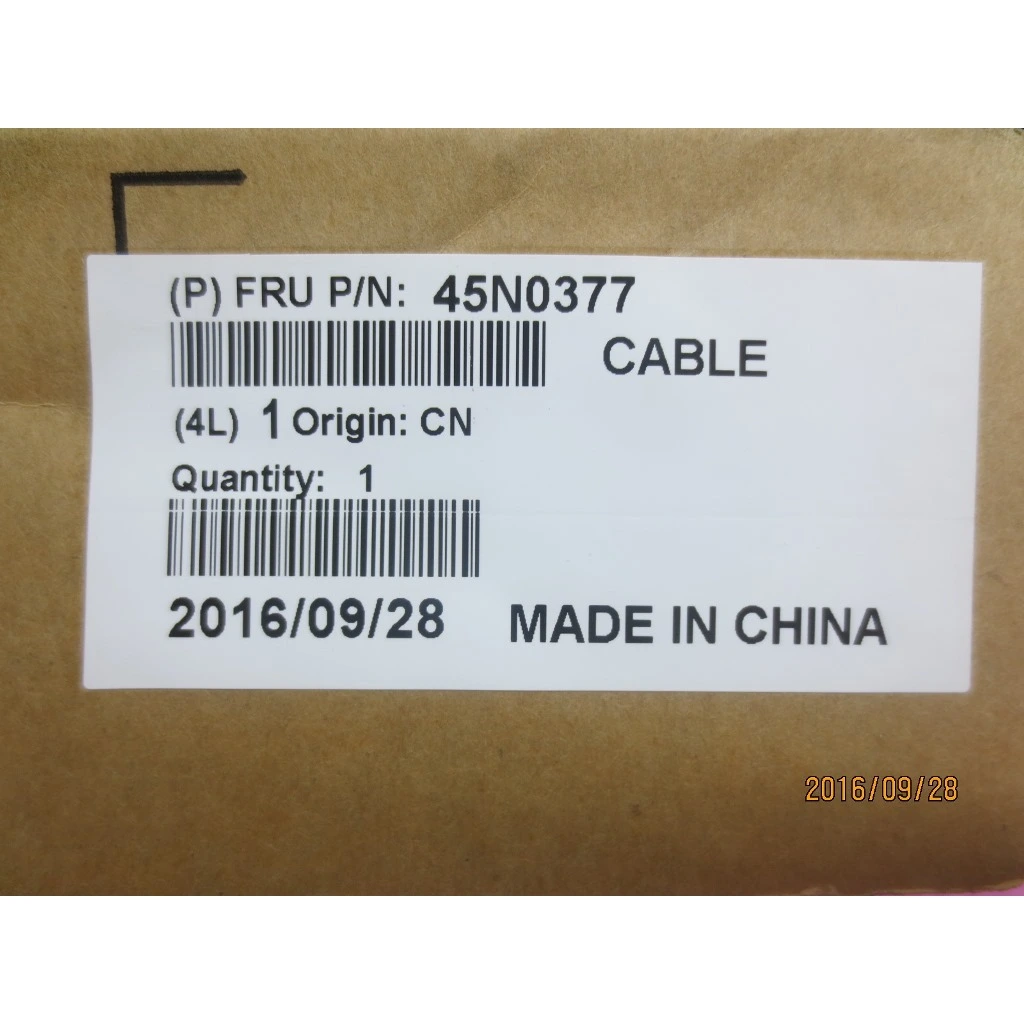 (P) FRU P/N: 45N0377
CABLE
(4L) 1 Origin: CN
Quantity: 1
2016/09/28 MADE IN CHINA
2016/09/28